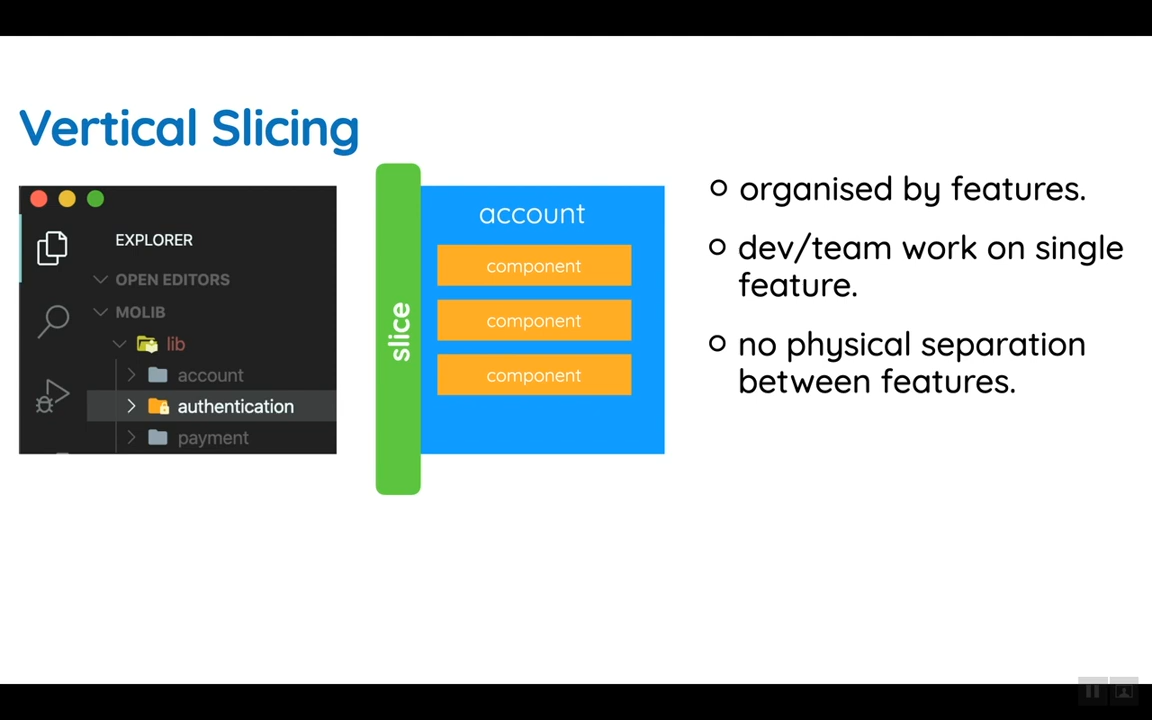 Vertical Slicing
EXPLORER
OPEN EDITORS
MOLIB
lib
account
authentication
payment
slice
account
component
component
component
organised by features.
dev/team work on single
feature.
no physical separation
between features.